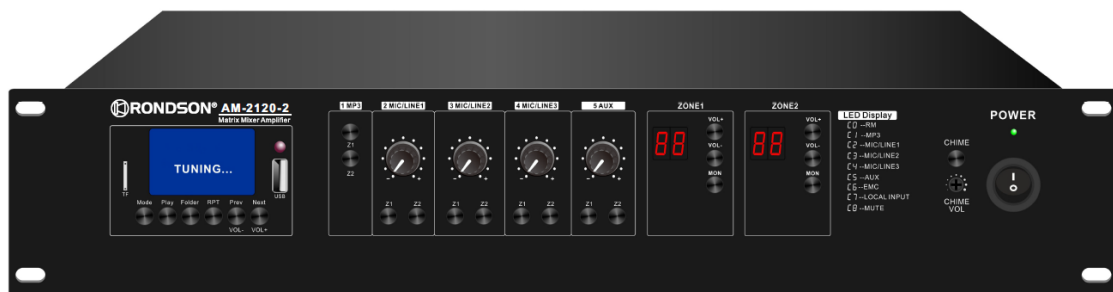 RONDSON® AM-2120-2
Matrix Mixer Amplifier
TUNING...
TF
USB
Mode Play Folder RPT Prev Next
VOL- VOL+
1 MP3
Z1
Z2
2 MIC/LINE1
- +
Z1 Z2
3 MIC/LINE2
- +
Z1 Z2
4 MIC/LINE3
- +
Z1 Z2
5 AUX
- +
Z1 Z2
ZONE1
88
VOL+
VOL-
MON
ZONE2
88
VOL+
VOL-
MON
LED Display
C0 --RM
C1 --MP3
C2 --MIC/LINE1
C3 --MIC/LINE2
C4 --MIC/LINE3
C5 --AUX
C6 --EMC
C7 --LOCAL INPUT
C8 --MUTE
CHIME
CHIME
VOL
POWER
I
O